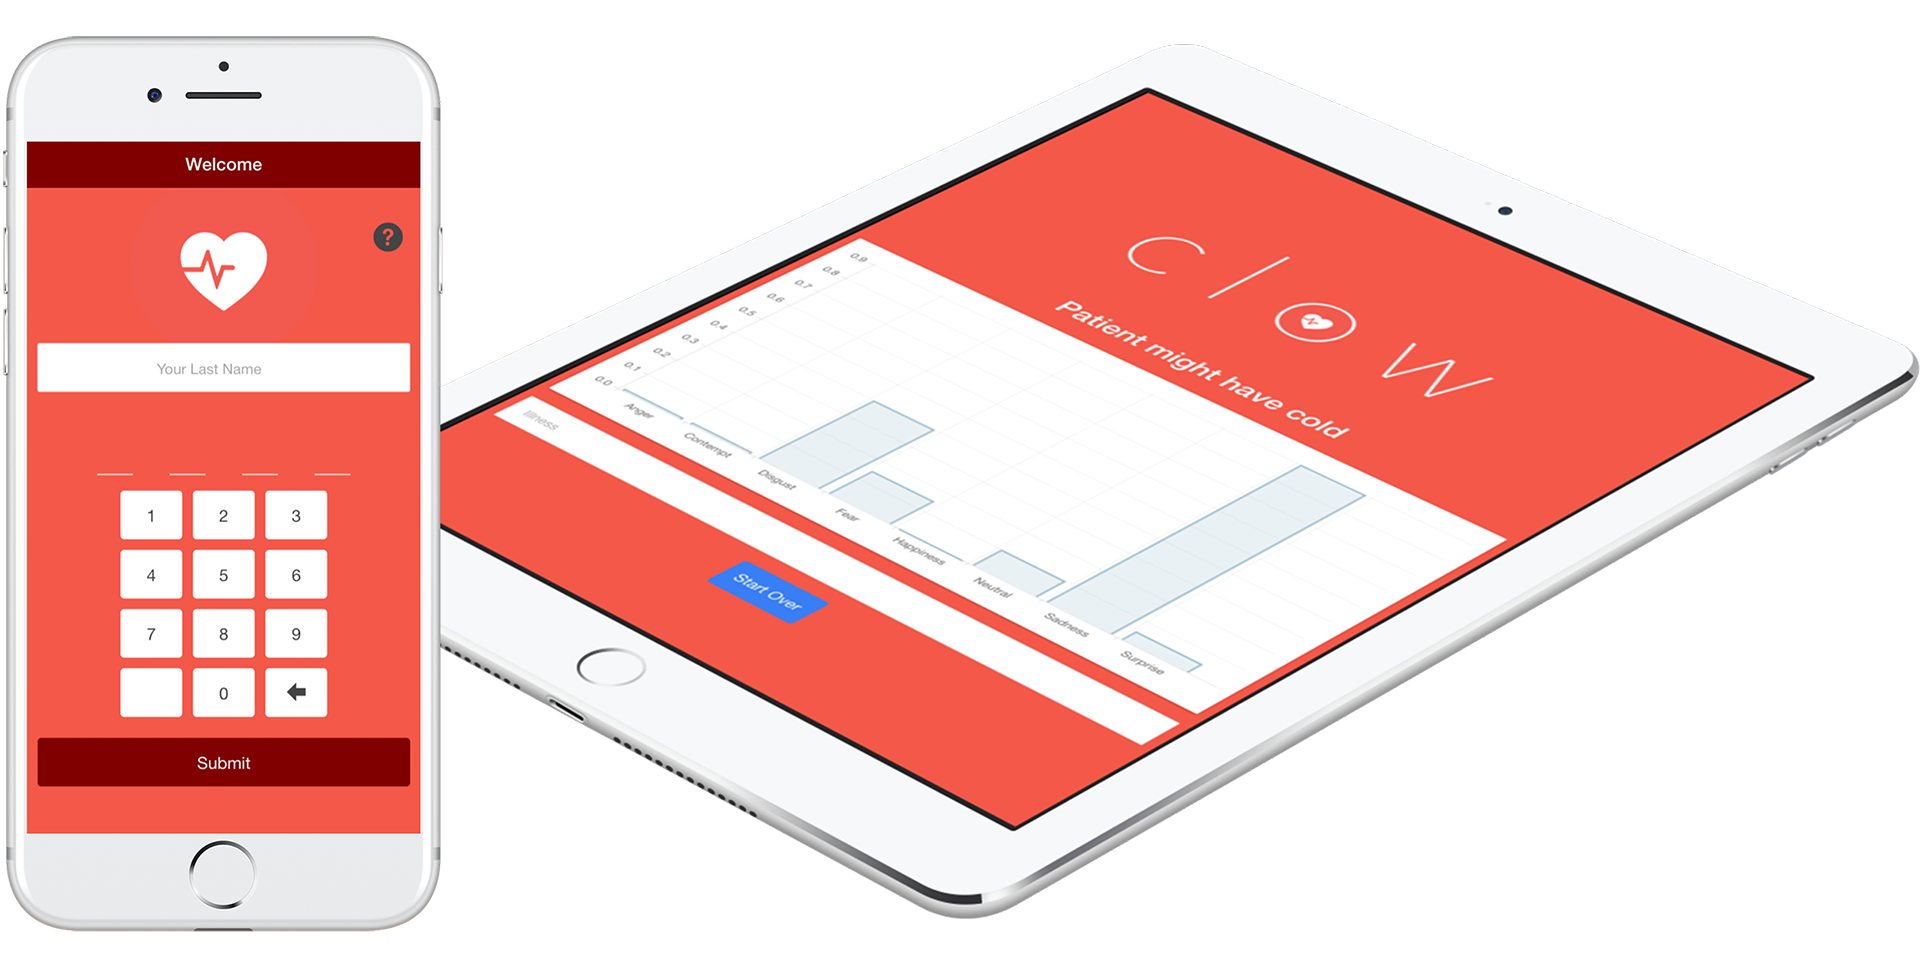 Welcome
?
Your Last Name
1 2 3
4 5 6
7 8 9
0
Submit
clow
Patient might have cold
0.9
0.8
0.7
0.6
0.5
0.4
0.3
0.2
0.1
0.0
Anger
Contempt
Disgust
Fear
Happiness
Neutral
Sadness
Surprise
Illness
Start Over